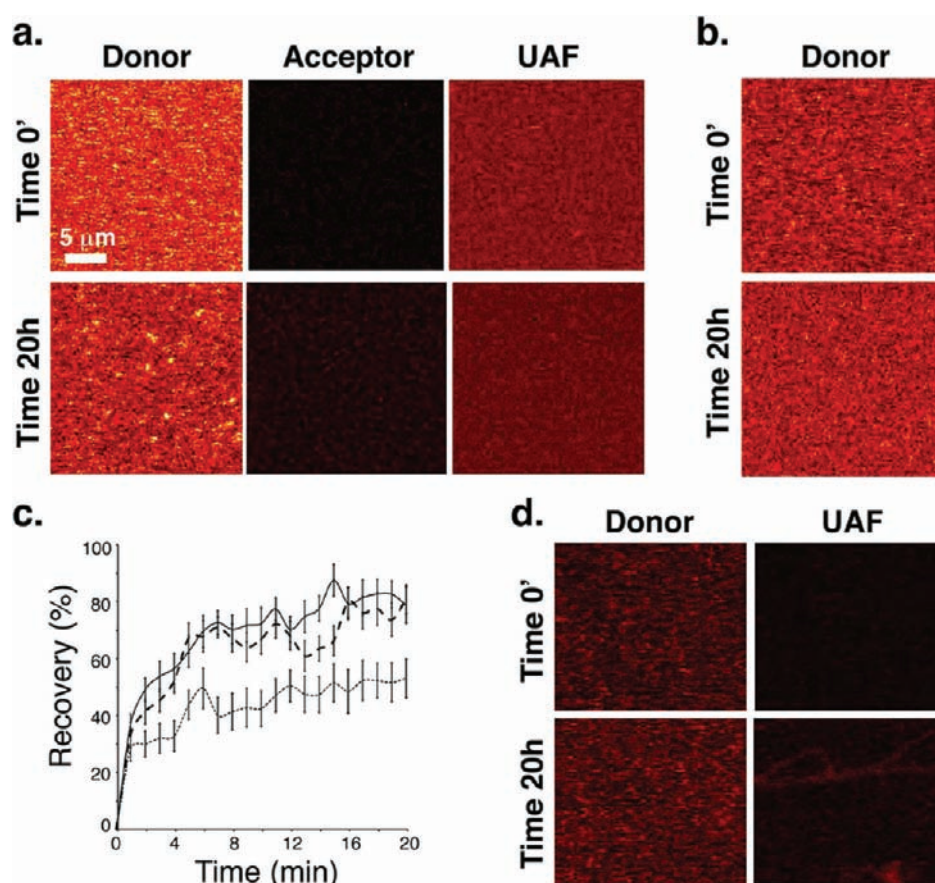 a.
Donor Acceptor UAF
Time 0'
5 μm
Time 20h
b.
Donor
Time 0'
Time 20h
c.
100
80
60
40
20
0
0 4 8 12 16 20
Recovery (%)
Time (min)
d.
Donor UAF
Time 0'
Time 20h